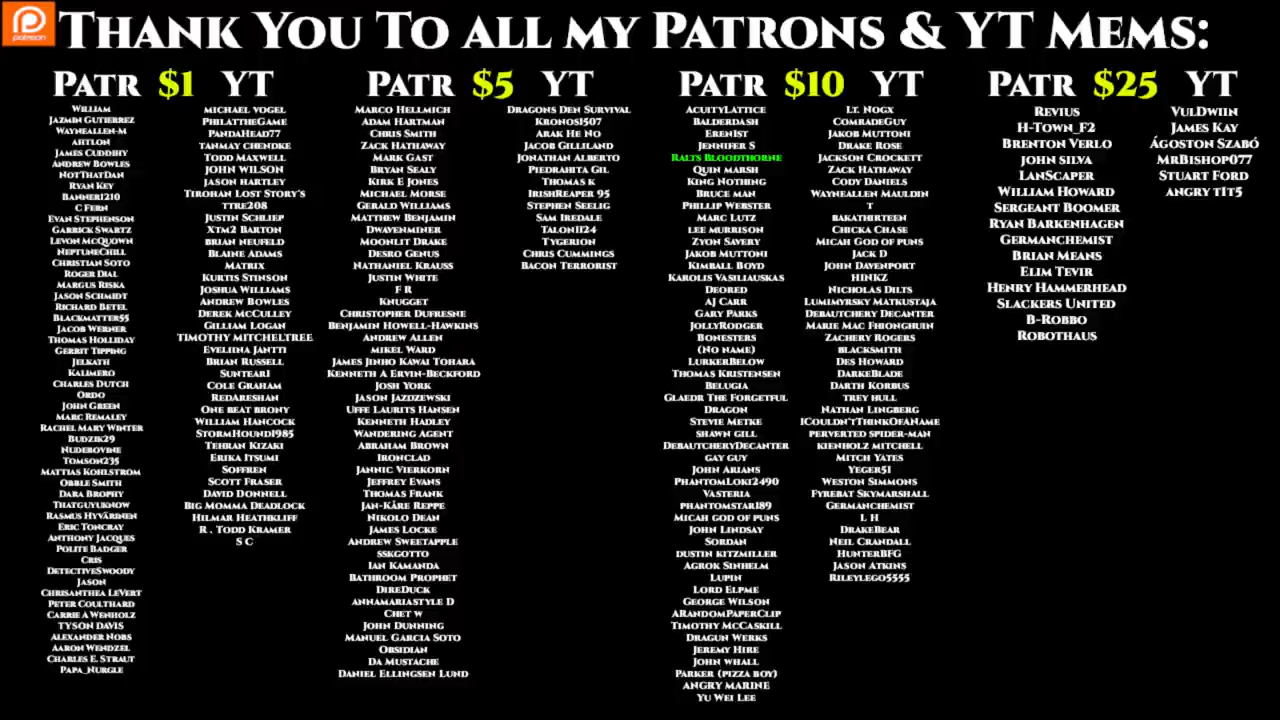 patreon
Thank You To all my Patrons & YT Mems:
Patr $1 YT
William
Jazmin Gutierrez
Wayneallen-M
Ahtlon
James Cuddihy
Andrew Bowles
NotThatDan
Ryan Key
Banner1210
C Fern
Evan Stephenson
Garrick Swartz
Levon McQuown
NeptuneChill
Christian Soto
Roger Dial
Margus Riska
Jason Schmidt
Richard Betel
Blackmatter55
Jacob Werner
Thomas Holliday
Gerrit Tipping
Jelkath
Kalimero
Charles Dutch
Ordo
John Green
Marc Remaley
Rachel Mary Winter
Budzik29
Nudebovine
Tomson235
Mattias Kohlstrom
Obble Smith
Dara Brophy
Thatguyuknow
Rasmus Hyvärinen
Eric Toncray
Anthony Jacques
Polite Badger
Cris
DetectiveSwoody
Jason
Chrisanthea LeVert
Peter Coulthard
Carrie A Wenholz
TYSON DAVIS
Alexander Nobs
Aaron Wendzel
Charles E. Straut
Papa_Nurgle
michael vogel
PhilatTheGame
PandaHead77
tanmay chendke
Todd Maxwell
JOHN WILSON
jason hartley
Tirohan Lost Story's
ttre208
Justin Schliep
Xtm2 Barton
brian neufeld
Blaine Adams
Matrix
Kurtis Stinson
Joshua Williams
Andrew Bowles
Derek McCulley
Gilliam Logan
TIMOTHY MITCHELTREE
Eveliina Jantti
Brian Russell
Suntear1
Cole Graham
RedAreshan
One beat brony
William Hancock
StormHound1985
Tehran Kizaki
Erika Itsumi
Soffren
Scott Fraser
David Donnell
Big Momma Deadlock
Hilmar Heathkliff
R . Todd Kramer
S C
Patr $5 YT
Marco Hellmich
Adam Hartman
Chris Smith
Zack Hathaway
Mark Gast
Bryan Sealy
Kirk E Jones
Michael Morse
Gerald Williams
Matthew Benjamin
Dwavenminer
Moonlit Drake
Desro Genus
Nathaniel Krauss
Justin White
F R
Knugget
Christopher Dufresne
Benjamin Howell-Hawkins
Andrew Allen
mikel Ward
James Jinho Kawai Tohara
Kenneth A Ervin-Beckford
Josh York
Jason Jazdzewski
Uffe Laurits Hansen
Kenneth Hadley
Wandering Agent
Abraham Brown
Ironclad
Jannic Vierkorn
Jeffrey Evans
Thomas Frank
Jan-Kåre Reppe
Nikolo Dean
James Locke
Andrew Sweetapple
sskgotto
Ian Kamanda
Bathroom Prophet
DireDuck
annamariastyle D
Chet w
John Dunning
Manuel Garcia Soto
Obsidian
Da Mustache
Daniel Ellingsen Lund
Dragons Den Survival
Kronos1507
Arak He No
Jacob Gilliland
Jonathan Alberto
Piedrahita Gil
Thomas k
IrishReaper 95
Stephen Seelig
Sam Iredale
Talon1124
Tygerion
Chris Cummings
Bacon Terrorist
Patr $10 YT
AcuityLattice
Balderdash
Eren1st
Jennifer S
Ralts Bloodthorne
Quin marsh
King Nothing
Bruce man
Phillip Webster
Marc Lutz
lee murrison
Zyon Savery
Jakob Muttoni
Kimball Boyd
Karolis Vasiliauskas
Deored
AJ Carr
Gary Parks
JollyRodger
Bonesters
(No name)
LurkerBelow
Thomas Kristensen
Belugia
Glaedr The Forgetful
Dragon
Stevie Metke
shawn gill
DebautcheryDecanter
gay guy
John Arians
PhantomLoki2490
Vasteria
phantomstar189
Micah god of puns
John Lindsay
Sordan
dustin kitzmiller
Agrok Sinhelm
Lupin
Lord Elpme
George Wilson
ARandomPaperClip
Timothy McCaskill
Dragun Werks
Jeremy Hire
John whall
Parker (pizza boy)
ANGRY MARINE
Yu Wei Lee
Lt. Nogx
ComradeGuy
Jakob Muttoni
Drake Rose
Jackson Crockett
Zack Hathaway
Cody Daniels
Wayneallen Mauldin
T
bakathirteen
Chicka Chase
Micah God of puns
Jack D
John Davenport
HINKZ
Nicholas Dilts
Lumimyrsky Matkustaja
Debautchery Decanter
Marie Mac Fhionghuin
Zachery Rogers
blacksmith
Des Howard
DarkeBlade
Darth Korbus
trey hull
Nathan Lingberg
ICouldn'tThinkOfAName
perverted spider-man
kienholz mitchell
Mitch Yates
Yeger51
Weston Simmons
Fyrebat Skymarshall
Germanchemist
L H
DrakeBear
Neil Crandall
HunterBFG
Jason Atkins
Rileylego5555
Patr $25 YT
Revius
H-Town_F2
Brenton Verlo
john silva
LanScaper
William Howard
Sergeant Boomer
Ryan Barkenhagen
Germanchemist
Brian Means
Elim Tevir
Henry Hammerhead
Slackers United
B-Robbo
Robothaus
VulDwiin
James Kay
Ágoston Szabó
MrBishop077
Stuart Ford
angry t1t5